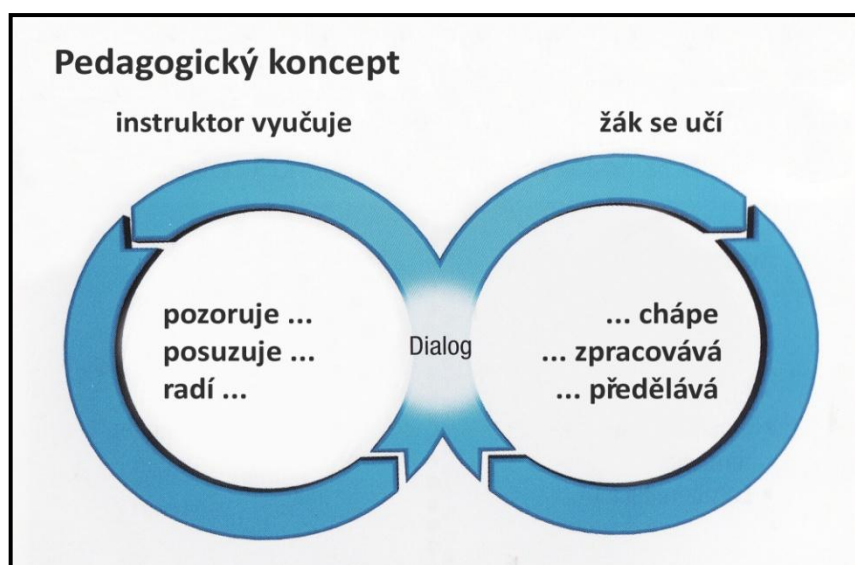 Pedagogický koncept
instruktor vyučuje
žák se učí
pozoruje ...
posuzuje ...
radí ...
Dialog
... chápe
... zpracovává
... předělává